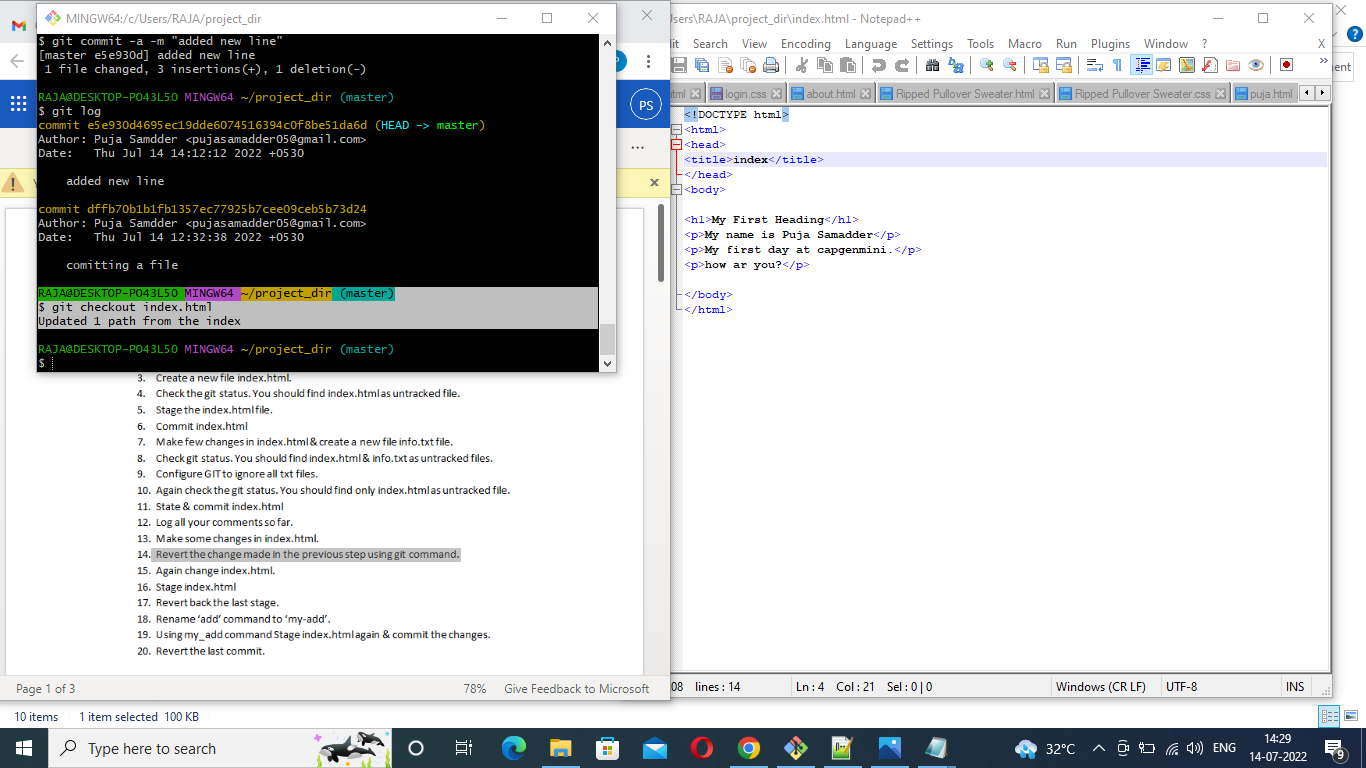 MINGW64:/c/Users/RAJA/project_dir
$ git commit -a -m "added new line"
[master e5e930d] added new line
 1 file changed, 3 insertions(+), 1 deletion(-)
RAJA@DESKTOP-PO43L5O MINGW64 ~/project_dir (master)
$ git log
commit e5e930d4695ec19dde6074516394c0f8be51da6d (HEAD -> master)
Author: Puja Samdder <pujasamadder05@gmail.com>
Date:   Thu Jul 14 14:12:12 2022 +0530
    added new line
commit dffb70b1b1fb1357ec77925b7cee09ceb5b73d24
Author: Puja Samdder <pujasamadder05@gmail.com>
Date:   Thu Jul 14 12:32:38 2022 +0530
    comitting a file
RAJA@DESKTOP-PO43L5O MINGW64 ~/project_dir (master)
$ git checkout index.html
Updated 1 path from the index
RAJA@DESKTOP-PO43L5O MINGW64 ~/project_dir (master)
$
PS
3. Create a new file index.html.
4. Check the git status. You should find index.html as untracked file.
5. Stage the index.html file.
6. Commit index.html
7. Make few changes in index.html & create a new file info.txt file.
8. Check git status. You should find index.html & info.txt as untracked files.
9. Configure GIT to ignore all txt files.
10. Again check the git status. You should find only index.html as untracked file.
11. State & commit index.html
12. Log all your comments so far.
13. Make some changes in index.html.
14. Revert the change made in the previous step using git command.
15. Again change index.html.
16. Stage index.html
17. Revert back the last stage.
18. Rename ‘add’ command to ‘my-add’.
19. Using my_add command Stage index.html again & commit the changes.
20. Revert the last commit.
Page 1 of 3 78% Give Feedback to Microsoft
10 items 1 item selected 100 KB
sers\RAJA\project_dir\index.html - Notepad++
it Search View Encoding Language Settings Tools Macro Run Plugins Window ? X
tml login.css about.html Ripped Pullover Sweater.html Ripped Pullover Sweater.css puja.html
<!DOCTYPE html>
<html>
<head>
<title>index</title>
</head>
<body>
<h1>My First Heading</h1>
<p>My name is Puja Samadder</p>
<p>My first day at capgenmini.</p>
<p>how ar you?</p>
</body>
</html>
08 lines : 14 Ln : 4 Col : 21 Sel : 0 | 0 Windows (CR LF) UTF-8 INS
ent
Type here to search
32°C ENG
14:29
14-07-2022
9